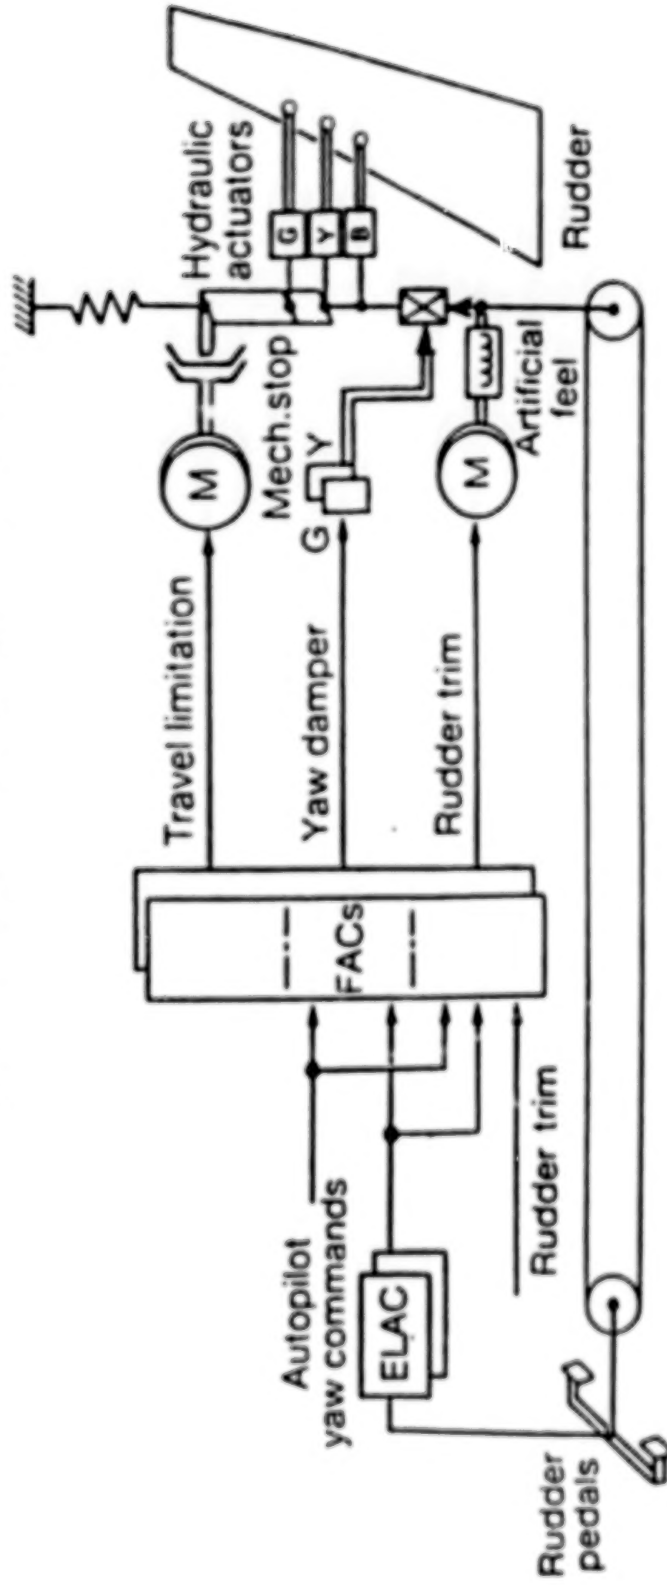 Rudder
pedals
Autopilot
yaw commands
ELAC
Rudder trim
FACs
Travel limitation
Yaw damper
Rudder trim
M
Mech.stop
G Y
M
Artificial
feel
Hydraulic
actuators
G
Y
B
Rudder